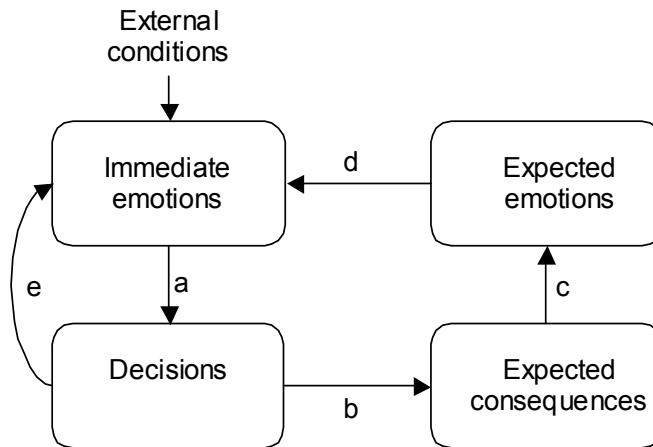 External
conditions
Immediate
emotions
d
Expected
emotions
e
a
c
Decisions
b
Expected
consequences